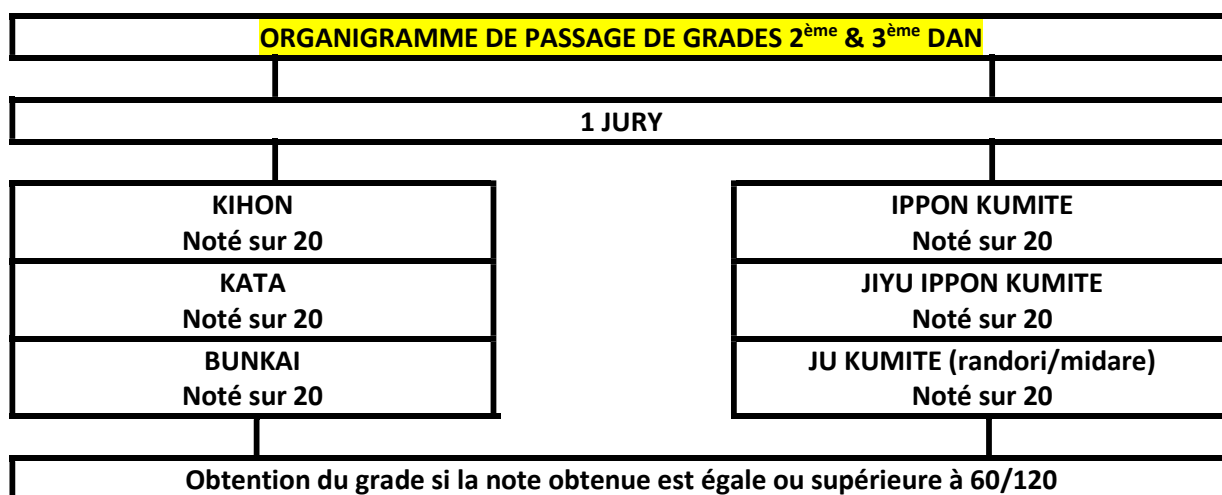 ORGANIGRAMME DE PASSAGE DE GRADES 2ème & 3ème DAN
1 JURY
KIHON
Noté sur 20
KATA
Noté sur 20
BUNKAI
Noté sur 20
IPPON KUMITE
Noté sur 20
JIYU IPPON KUMITE
Noté sur 20
JU KUMITE (randori/midare)
Noté sur 20
Obtention du grade si la note obtenue est égale ou supérieure à 60/120